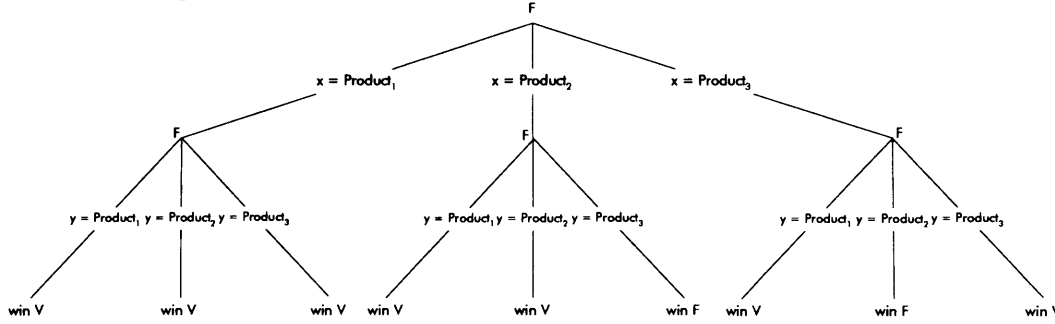 F
x = Product₁ x = Product₂ x = Product₃
F F F
y = Product₁ y = Product₂ y = Product₃ y = Product₁ y = Product₂ y = Product₃ y = Product₁ y = Product₂ y = Product₃
win V win V win V win V win V win F win V win F win V